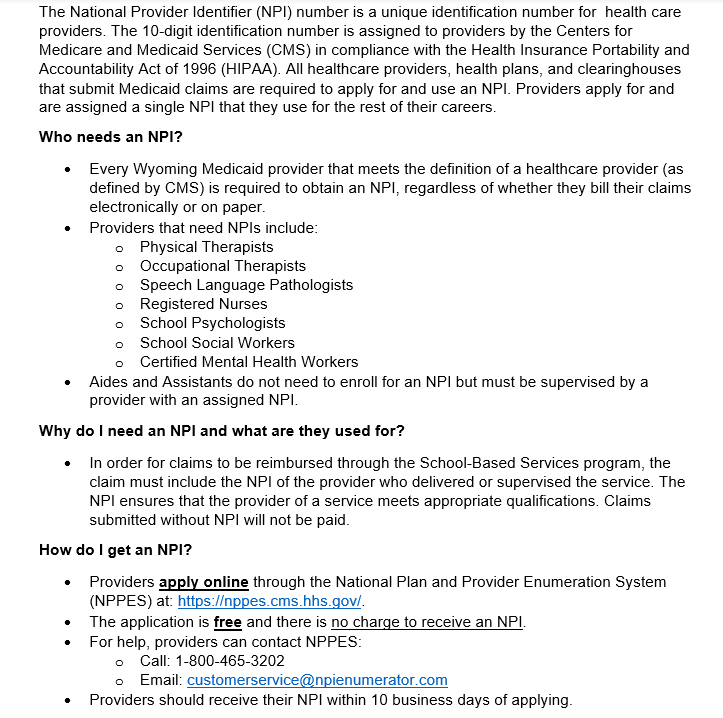 The National Provider Identifier (NPI) number is a unique identification number for  health care
providers. The 10-digit identification number is assigned to providers by the Centers for
Medicare and Medicaid Services (CMS) in compliance with the Health Insurance Portability and
Accountability Act of 1996 (HIPAA). All healthcare providers, health plans, and clearinghouses
that submit Medicaid claims are required to apply for and use an NPI. Providers apply for and
are assigned a single NPI that they use for the rest of their careers.
Who needs an NPI?
• Every Wyoming Medicaid provider that meets the definition of a healthcare provider (as
defined by CMS) is required to obtain an NPI, regardless of whether they bill their claims
electronically or on paper.
• Providers that need NPIs include:
o Physical Therapists
o Occupational Therapists
o Speech Language Pathologists
o Registered Nurses
o School Psychologists
o School Social Workers
o Certified Mental Health Workers
• Aides and Assistants do not need to enroll for an NPI but must be supervised by a
provider with an assigned NPI.
Why do I need an NPI and what are they used for?
• In order for claims to be reimbursed through the School-Based Services program, the
claim must include the NPI of the provider who delivered or supervised the service. The
NPI ensures that the provider of a service meets appropriate qualifications. Claims
submitted without NPI will not be paid.
How do I get an NPI?
• Providers apply online through the National Plan and Provider Enumeration System
(NPPES) at: https://nppes.cms.hhs.gov/.
• The application is free and there is no charge to receive an NPI.
• For help, providers can contact NPPES:
o Call: 1-800-465-3202
o Email: customerservice@npienumerator.com
• Providers should receive their NPI within 10 business days of applying.